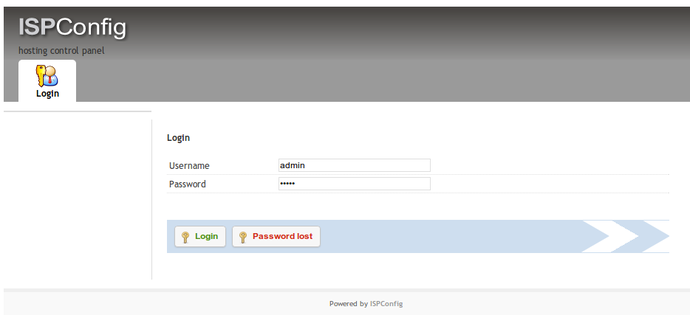 ISPConfig
hosting control panel
Login
Login
Username admin
Password •••••
Login Password lost
Powered by ISPConfig